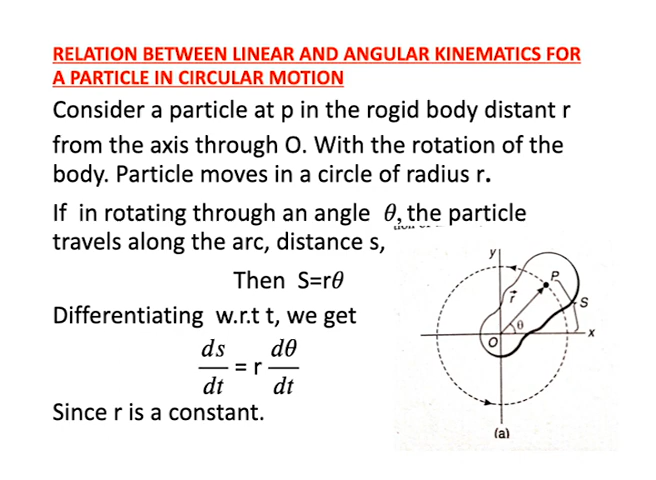 RELATION BETWEEN LINEAR AND ANGULAR KINEMATICS FOR
A PARTICLE IN CIRCULAR MOTION
Consider a particle at p in the rogid body distant r
from the axis through O. With the rotation of the
body. Particle moves in a circle of radius r.
If in rotating through an angle θ, the particle
travels along the arc, distance s,
Then S=rθ
Differentiating w.r.t t, we get
ds/dt = r dθ/dt
Since r is a constant.
y
P
r⃗
S
θ
O
x
(a)